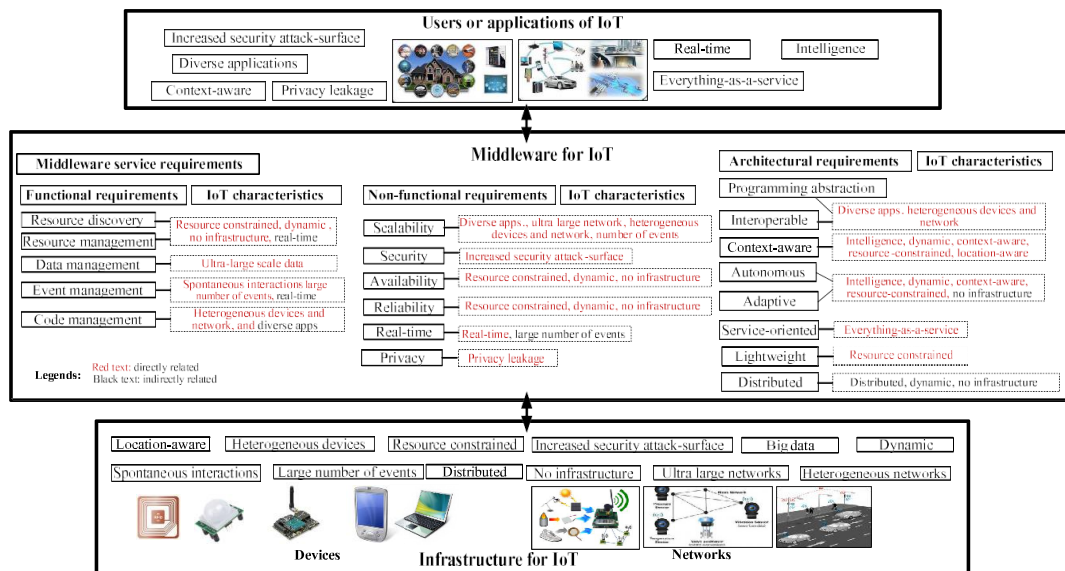 Users or applications of IoT
Increased security attack-surface
Diverse applications
Context-aware
Privacy leakage
Real-time
Intelligence
Everything-as-a-service
Middleware for IoT
Middleware service requirements
Functional requirements
IoT characteristics
Resource discovery
Resource management
Resource constrained, dynamic ,
no infrastructure, real-time
Data management
Ultra-large scale data
Event management
Spontaneous interactions large
number of events, real-time
Code management
Heterogeneous devices and
network, and diverse apps
Legends:
Red text: directly related
Black text: indirectly related
Non-functional requirements
IoT characteristics
Scalability
Diverse apps., ultra large network, heterogeneous
devices and network, number of events
Security
Increased security attack-surface
Availability
Resource constrained, dynamic, no infrastructure
Reliability
Resource constrained, dynamic, no infrastructure
Real-time
Real-time, large number of events
Privacy
Privacy leakage
Architectural requirements
IoT characteristics
Programming abstraction
Interoperable
Diverse apps, heterogeneous devices and
network
Context-aware
Intelligence, dynamic, context-aware,
resource-constrained, location-aware
Autonomous
Adaptive
Intelligence, dynamic, context-aware,
resource-constrained, no infrastructure
Service-oriented
Everything-as-a-service
Lightweight
Resource constrained
Distributed
Distributed, dynamic, no infrastructure
Location-aware
Heterogeneous devices
Resource constrained
Increased security attack-surface
Big data
Dynamic
Spontaneous interactions
Large number of events
Distributed
No infrastructure
Ultra large networks
Heterogeneous networks
Devices
Networks
Infrastructure for IoT